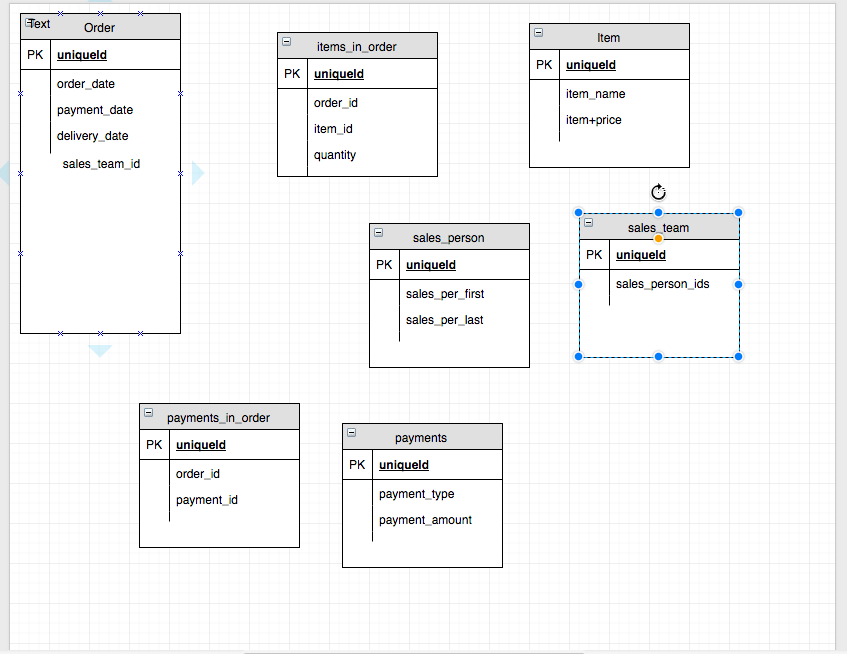 Text
Order
PK uniqueId
order_date
payment_date
delivery_date
sales_team_id
items_in_order
PK uniqueId
order_id
item_id
quantity
Item
PK uniqueId
item_name
item+price
sales_person
PK uniqueId
sales_per_first
sales_per_last
sales_team
PK uniqueId
sales_person_ids
payments_in_order
PK uniqueId
order_id
payment_id
payments
PK uniqueId
payment_type
payment_amount